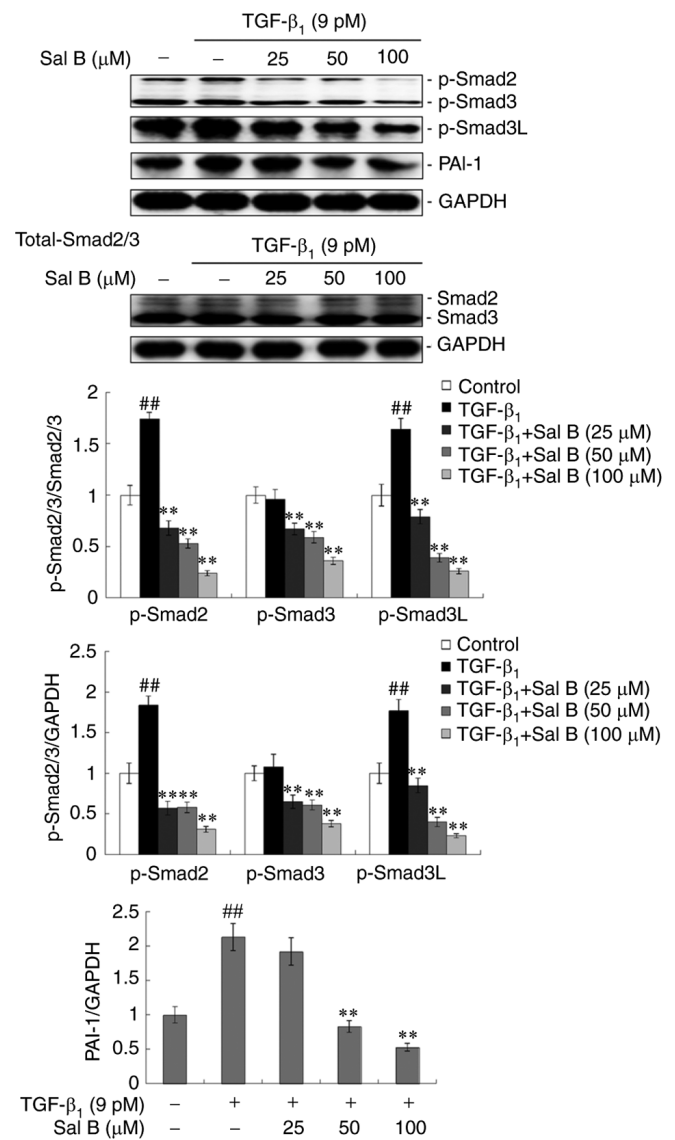 TGF-β1 (9 pM)
Sal B (μM) – – 25 50 100
- p-Smad2
- p-Smad3
- p-Smad3L
- PAI-1
- GAPDH
Total-Smad2/3
TGF-β1 (9 pM)
Sal B (μM) – – 25 50 100
- Smad2
- Smad3
- GAPDH
p-Smad2/3/Smad2/3
2
1
0.5
0
## ** ** **
** ** **
## ** ** **
p-Smad2 p-Smad3 p-Smad3L
Control
TGF-β1
TGF-β1+Sal B (25 μM)
TGF-β1+Sal B (50 μM)
TGF-β1+Sal B (100 μM)
p-Smad2/3/GAPDH
2.5
2
1.5
1
0.5
0
## **** **
** ** **
## ** ** **
p-Smad2 p-Smad3 p-Smad3L
Control
TGF-β1
TGF-β1+Sal B (25 μM)
TGF-β1+Sal B (50 μM)
TGF-β1+Sal B (100 μM)
PAI-1/GAPDH
2.5
2
1.5
1
0.5
0
## ** **
TGF-β1 (9 pM) – + + + +
Sal B (μM) – – 25 50 100